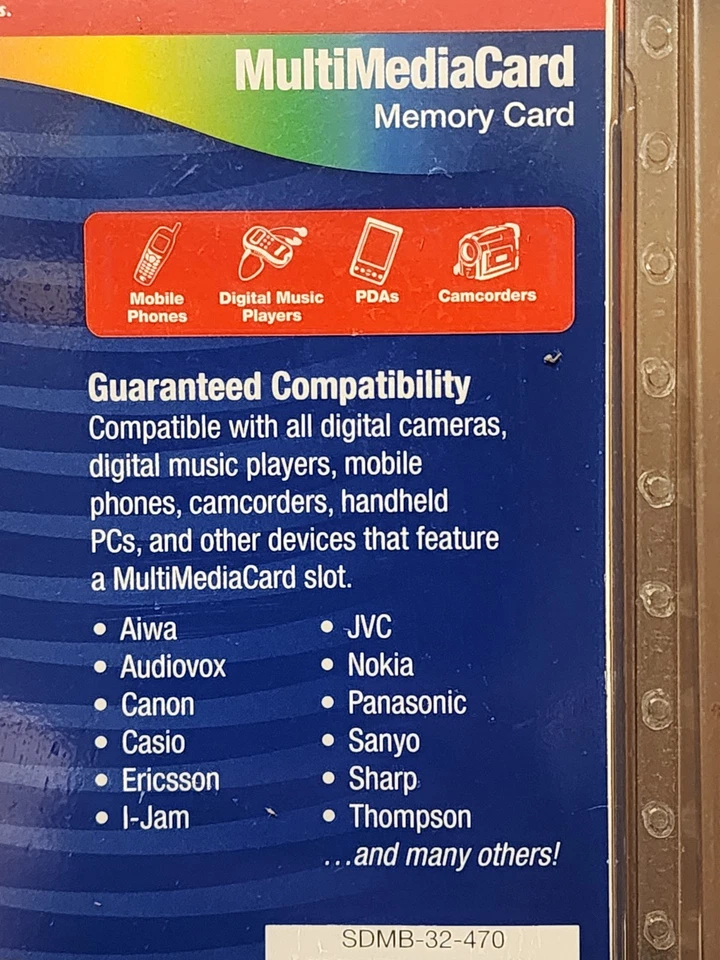 s.
MultiMediaCard
Memory Card
Mobile
Phones
Digital Music
Players
PDAs
Camcorders
Guaranteed Compatibility
Compatible with all digital cameras,
digital music players, mobile
phones, camcorders, handheld
PCs, and other devices that feature
a MultiMediaCard slot.
• Aiwa
• Audiovox
• Canon
• Casio
• Ericsson
• I-Jam
• JVC
• Nokia
• Panasonic
• Sanyo
• Sharp
• Thompson
...and many others!
SDMB-32-470